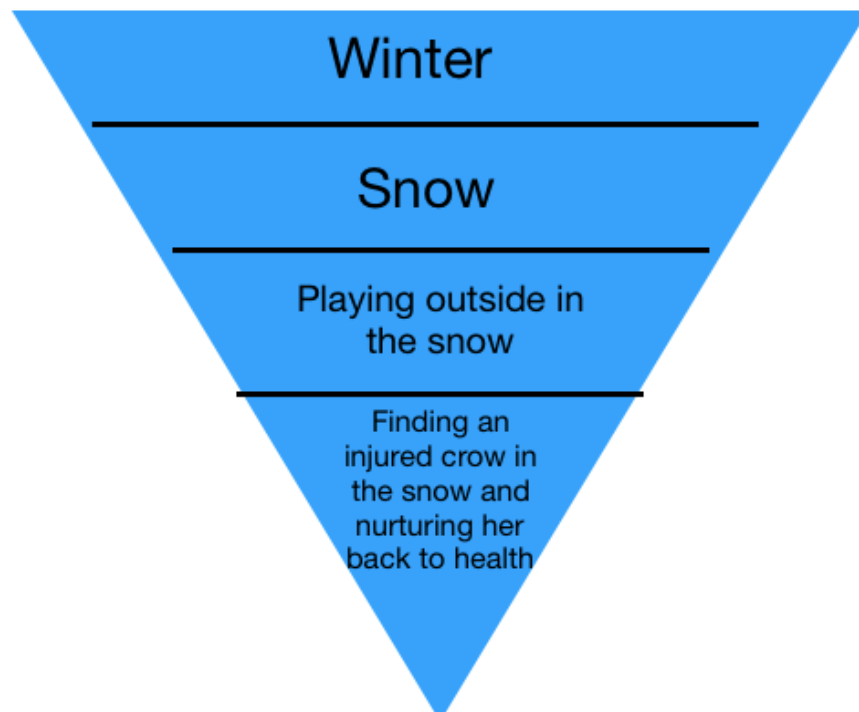 Winter
Snow
Playing outside in
the snow
Finding an
injured crow in
the snow and
nurturing her
back to health